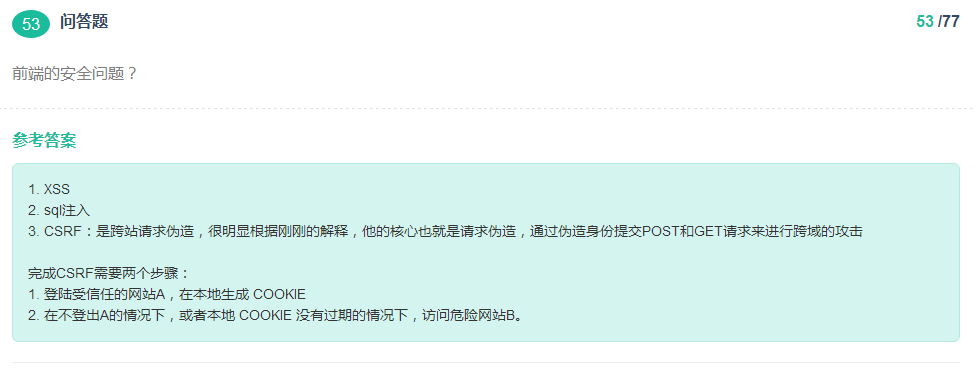 53 问答题 53 /77
前端的安全问题？
参考答案
1. XSS
2. sql注入
3. CSRF：是跨站请求伪造，很明显根据刚刚的解释，他的核心也就是请求伪造，通过伪造身份提交POST和GET请求来进行跨域的攻击
完成CSRF需要两个步骤：
1. 登陆受信任的网站A，在本地生成 COOKIE
2. 在不登出A的情况下，或者本地 COOKIE 没有过期的情况下，访问危险网站B。